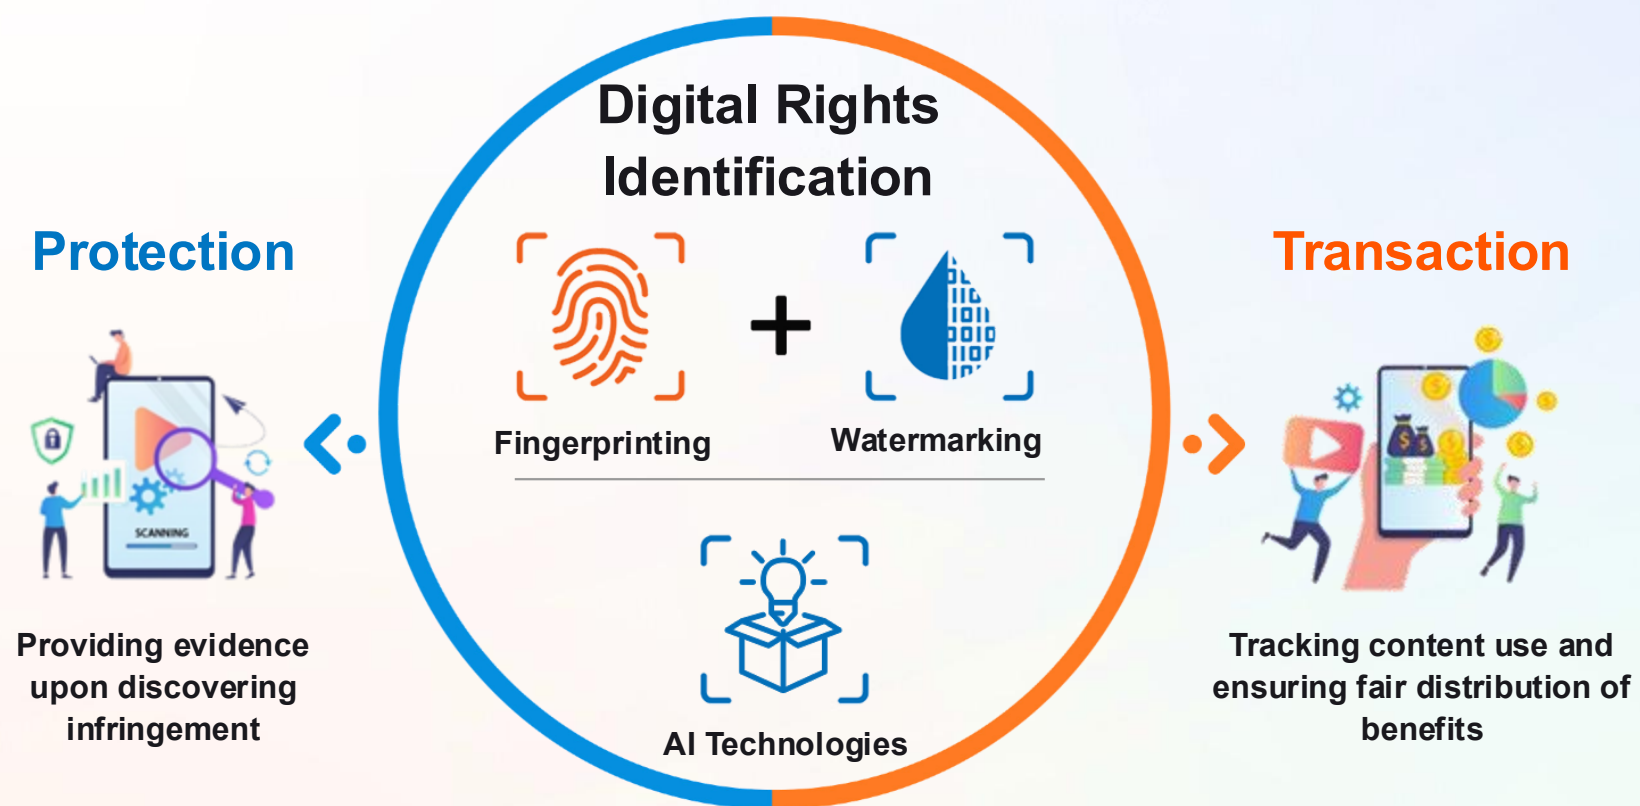 Digital Rights
Identification
Protection
Transaction
Fingerprinting
Watermarking
SCANNING
Providing evidence
upon discovering
infringement
AI Technologies
Tracking content use and
ensuring fair distribution of
benefits